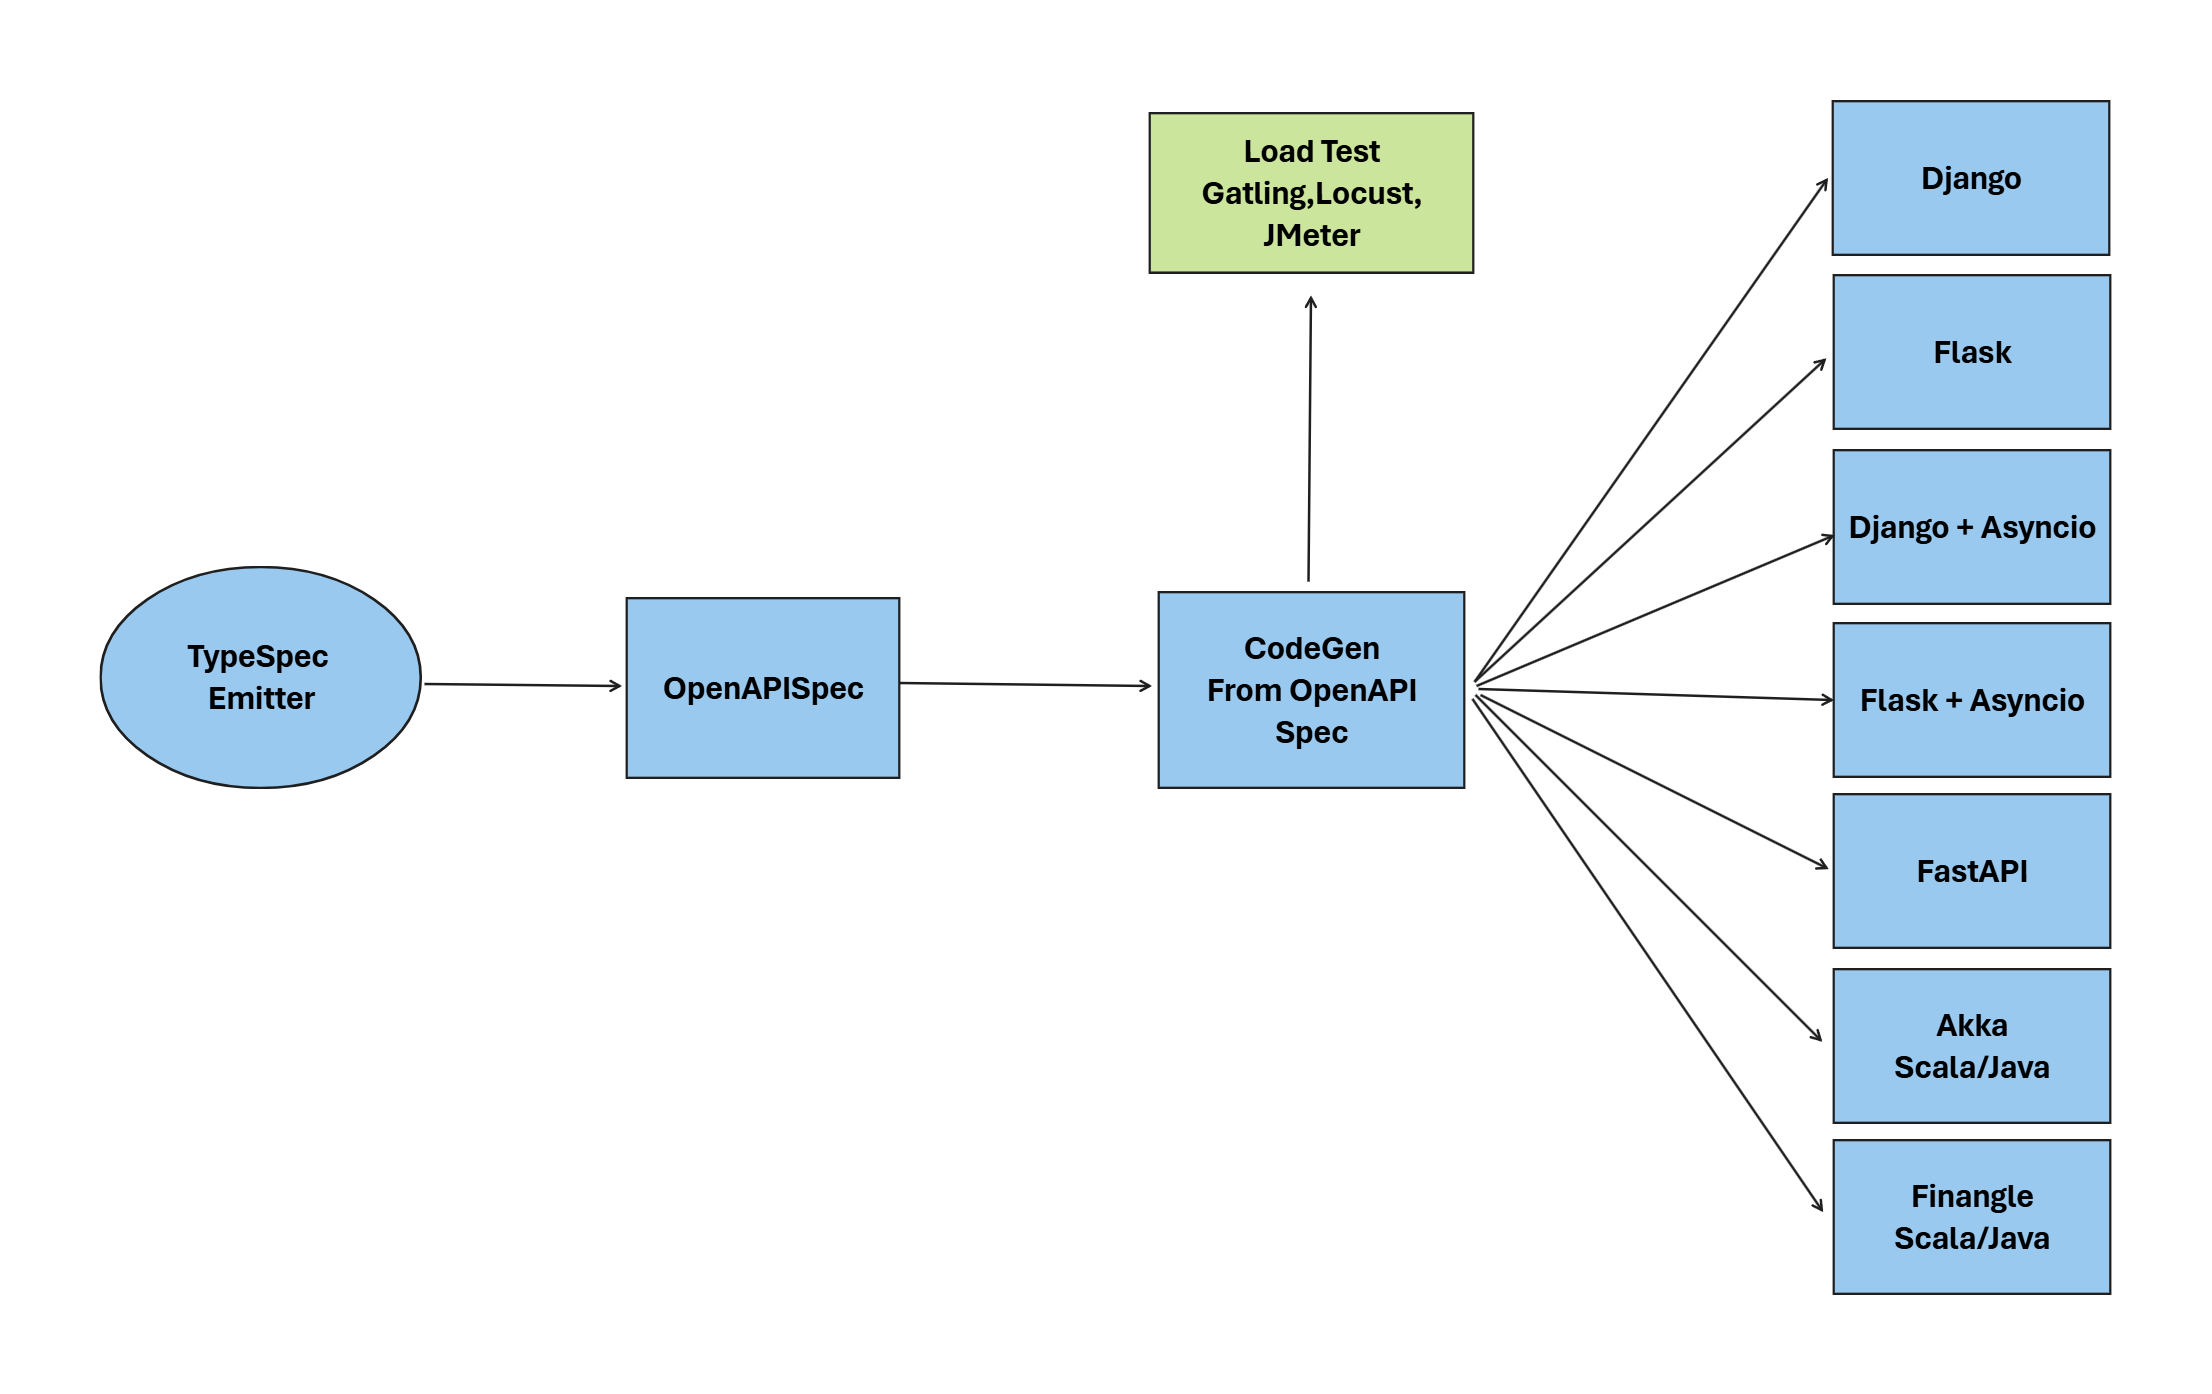 TypeSpec
Emitter
OpenAPISpec
CodeGen
From OpenAPI
Spec
Load Test
Gatling,Locust,
JMeter
Django
Flask
Django + Asyncio
Flask + Asyncio
FastAPI
Akka
Scala/Java
Finangle
Scala/Java